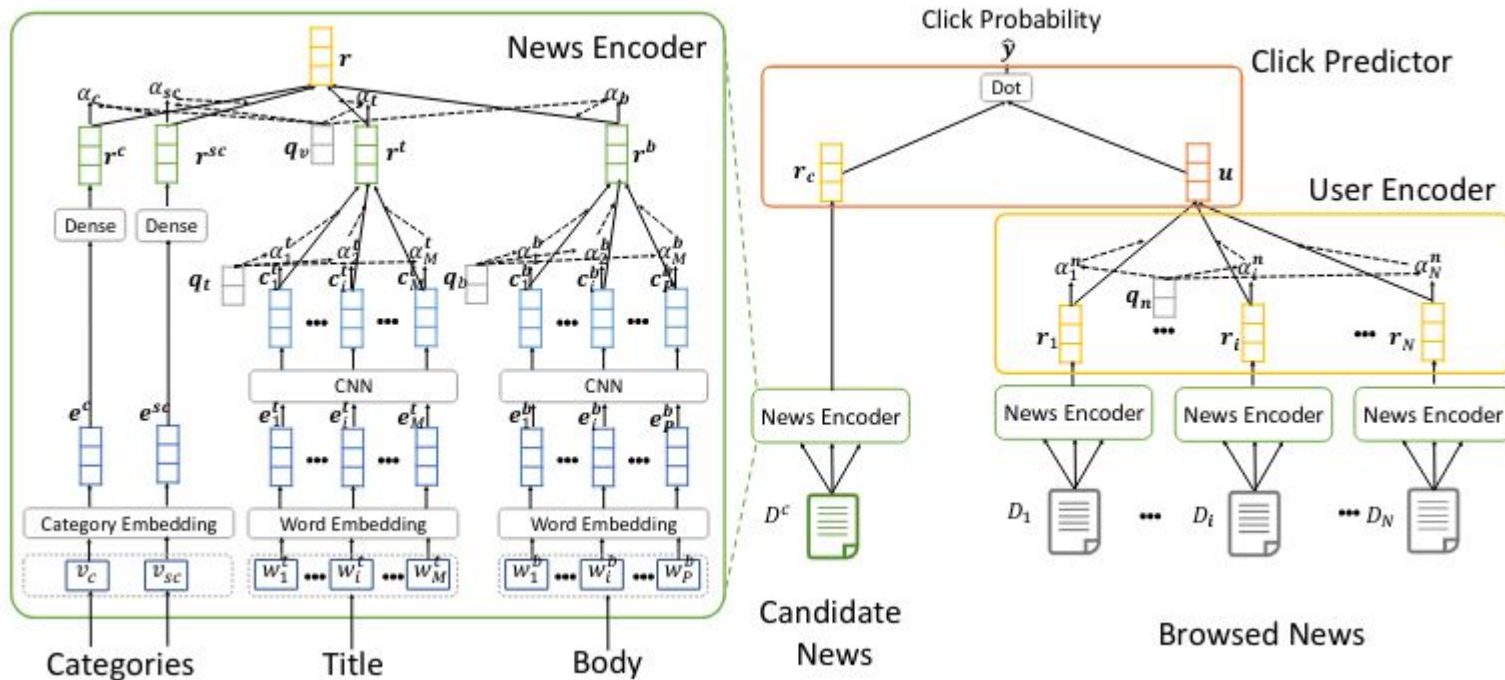 News Encoder
r
α_c α_sc α_t α_b
r^c r^sc q_v r^t r^b
Dense Dense
α_1^t α_i^t α_M^t α_1^b α_i^b α_M^b
q_t c_1^t c_i^t c_M^t q_b c_1^b c_i^b c_P^b
CNN CNN
e^c e^sc e_1^t e_i^t e_M^t e_1^b e_i^b e_P^b
Category Embedding Word Embedding Word Embedding
v_c v_sc w_1^t w_i^t w_M^t w_1^b w_i^b w_P^b
Categories Title Body
Click Probability
ŷ
Click Predictor
Dot
r_c u
User Encoder
α_1^n α_i^n α_N^n
q_n
r_1 r_i r_N
News Encoder News Encoder News Encoder News Encoder
D^c D_1 D_i D_N
Candidate
News
Browsed News